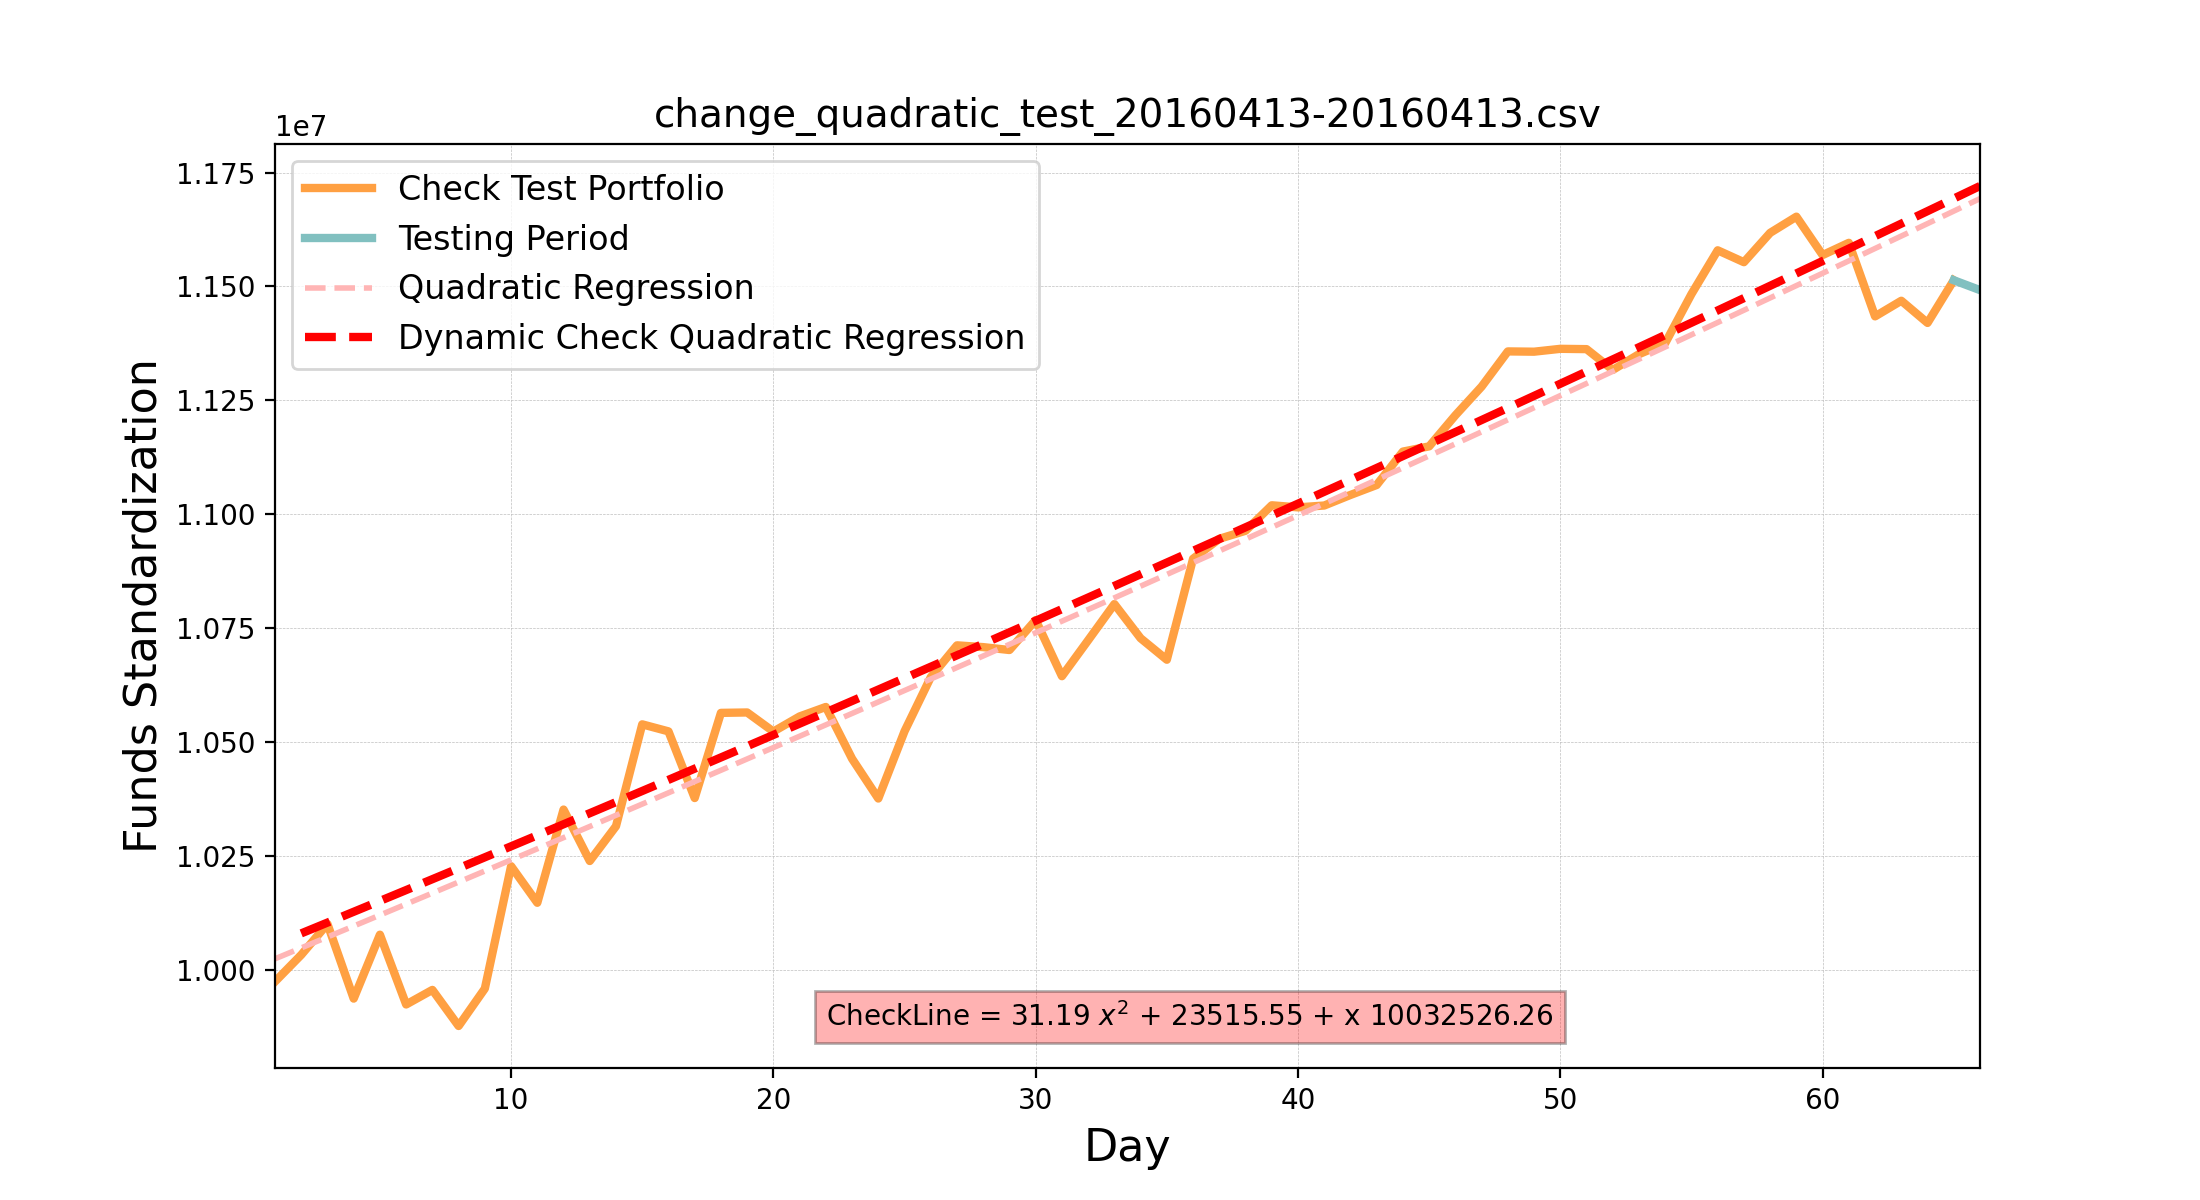 change_quadratic_test_20160413-20160413.csv
1e7
1.175
1.150
1.125
1.100
1.075
1.050
1.025
1.000
Funds Standardization
Check Test Portfolio
Testing Period
Quadratic Regression
Dynamic Check Quadratic Regression
CheckLine = 31.19 x² + 23515.55 + x 10032526.26
10 20 30 40 50 60
Day